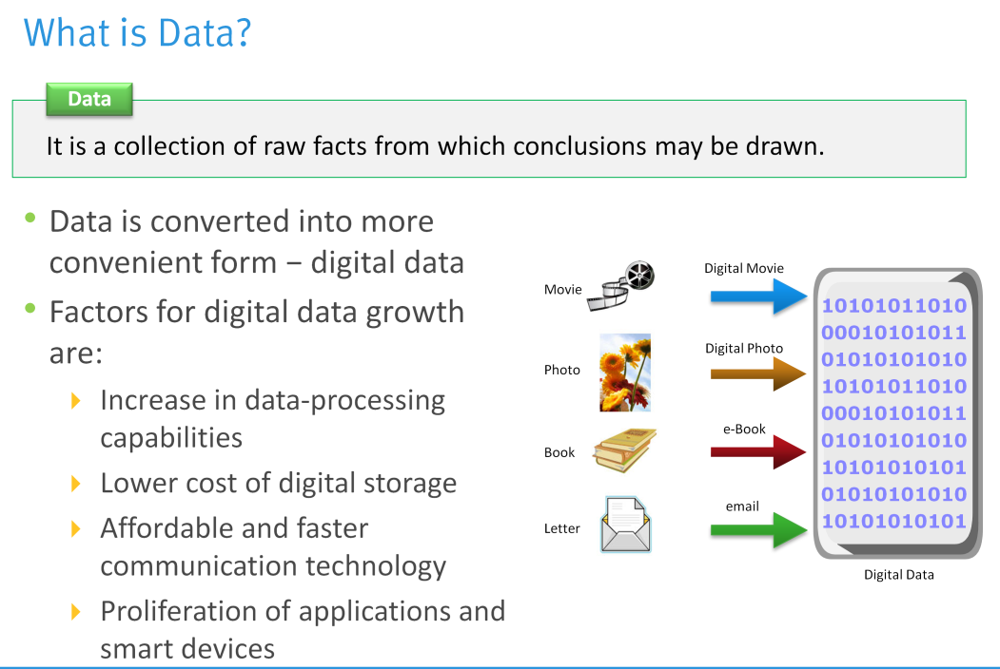 What is Data?
Data
It is a collection of raw facts from which conclusions may be drawn.
• Data is converted into more
convenient form – digital data
• Factors for digital data growth
are:
Increase in data-processing
capabilities
Lower cost of digital storage
Affordable and faster
communication technology
Proliferation of applications and
smart devices
Movie
Digital Movie
Photo
Digital Photo
Book
e-Book
Letter
email
10101011010
00010101011
01010101010
10101011010
00010101011
01010101010
10101010101
01010101010
10101010101
Digital Data